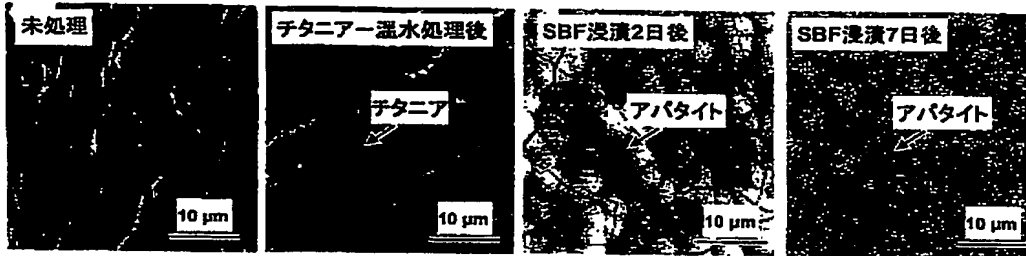 未処理
チタニアー温水処理後
SBF浸漬2日後
SBF浸漬7日後
チタニア
アパタイト
アパタイト
10 μm
10 μm
10 μm
10 μm